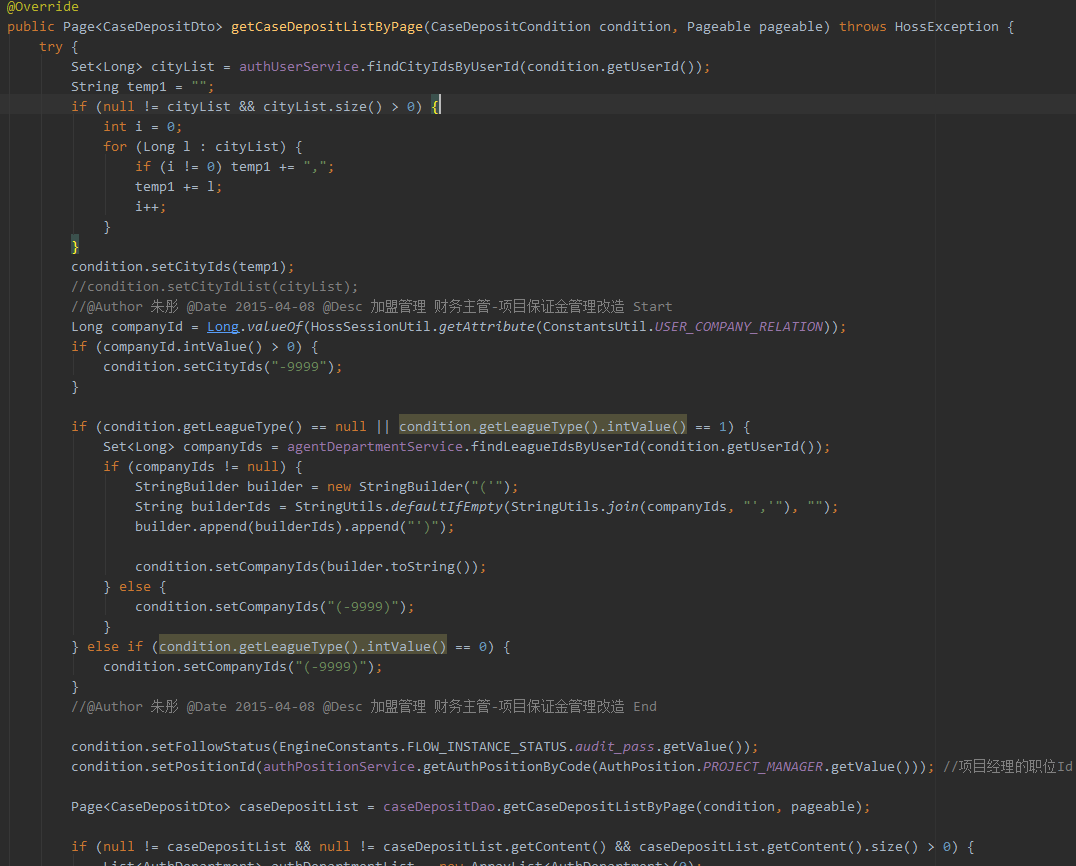 @Override
public Page<CaseDepositDto> getCaseDepositListByPage(CaseDepositCondition condition, Pageable pageable) throws HossException {
    try {
        Set<Long> cityList = authUserService.findCityIdsByUserId(condition.getUserId());
        String temp1 = "";
        if (null != cityList && cityList.size() > 0) {
            int i = 0;
            for (Long l : cityList) {
                if (i != 0) temp1 += ",";
                temp1 += l;
                i++;
            }
        }
        condition.setCityIds(temp1);
        //condition.setCityIdList(cityList);
        //@Author 朱彤 @Date 2015-04-08 @Desc 加盟管理 财务主管-项目保证金管理改造 Start
        Long companyId = Long.valueOf(HossSessionUtil.getAttribute(ConstantsUtil.USER_COMPANY_RELATION));
        if (companyId.intValue() > 0) {
            condition.setCityIds("-9999");
        }
        if (condition.getLeagueType() == null || condition.getLeagueType().intValue() == 1) {
            Set<Long> companyIds = agentDepartmentService.findLeagueIdsByUserId(condition.getUserId());
            if (companyIds != null) {
                StringBuilder builder = new StringBuilder("('");
                String builderIds = StringUtils.defaultIfEmpty(StringUtils.join(companyIds, "','"), "");
                builder.append(builderIds).append("')");
                condition.setCompanyIds(builder.toString());
            } else {
                condition.setCompanyIds("(-9999)");
            }
        } else if (condition.getLeagueType().intValue() == 0) {
            condition.setCompanyIds("(-9999)");
        }
        //@Author 朱彤 @Date 2015-04-08 @Desc 加盟管理 财务主管-项目保证金管理改造 End
        condition.setFollowStatus(EngineConstants.FLOW_INSTANCE_STATUS.audit_pass.getValue());
        condition.setPositionId(authPositionService.getAuthPositionByCode(AuthPosition.PROJECT_MANAGER.getValue())); //项目经理的职位Id
        Page<CaseDepositDto> caseDepositList = caseDepositDao.getCaseDepositListByPage(condition, pageable);
        if (null != caseDepositList && null != caseDepositList.getContent() && caseDepositList.getContent().size() > 0) {
            List<AuthDepartment> authDepartmentList = new ArrayList<AuthDepartment>(0);